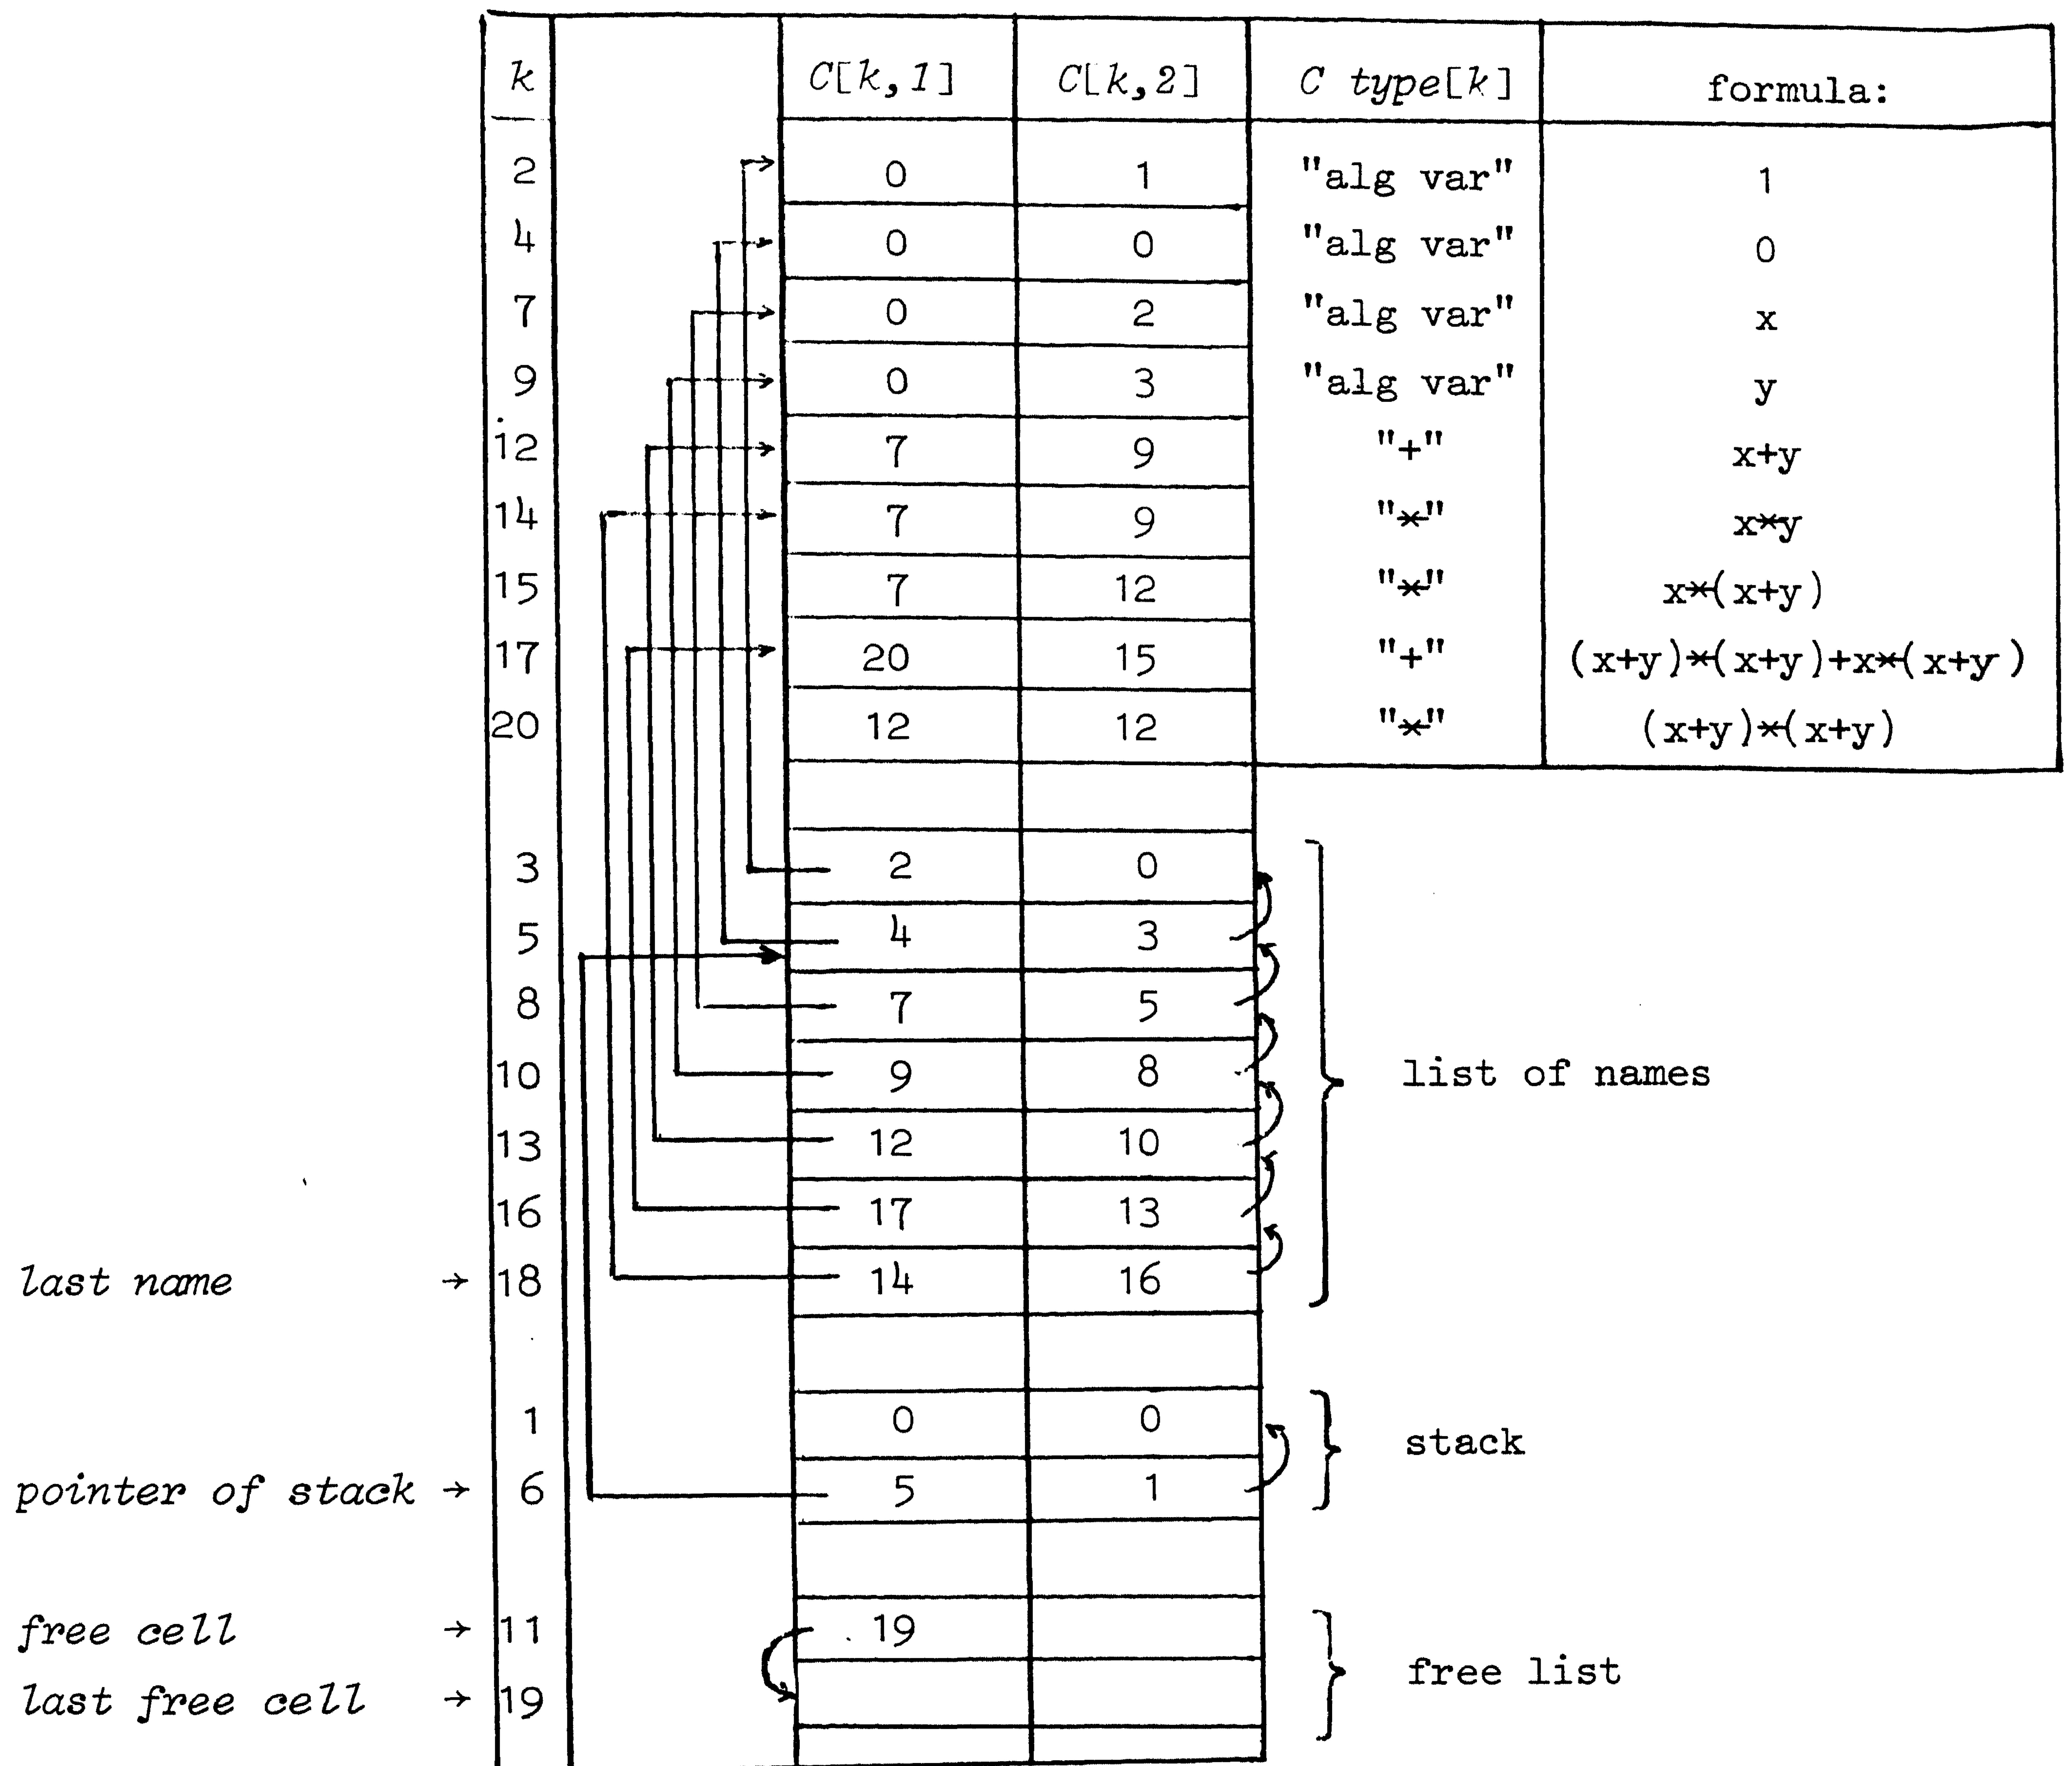 k C[k,1] C[k,2] C type[k] formula:
2 0 1 "alg var" 1
4 0 0 "alg var" 0
7 0 2 "alg var" x
9 0 3 "alg var" y
12 7 9 "+" x+y
14 7 9 "×" x×y
15 7 12 "×" x×(x+y)
17 20 15 "+" (x+y)×(x+y)+x×(x+y)
20 12 12 "×" (x+y)×(x+y)
3 2 0
5 4 3
8 7 5
10 9 8 list of names
13 12 10
16 17 13
last name → 18 14 16
1 0 0 stack
pointer of stack → 6 5 1
free cell → 11 19 free list
last free cell → 19